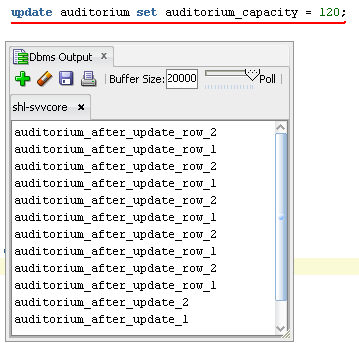 update auditorium set auditorium_capacity = 120;
Dbms Output x
Buffer Size: 20000 Poll
shl-svvcore x
auditorium_after_update_row_2
auditorium_after_update_row_1
auditorium_after_update_row_2
auditorium_after_update_row_1
auditorium_after_update_row_2
auditorium_after_update_row_1
auditorium_after_update_row_2
auditorium_after_update_row_1
auditorium_after_update_row_2
auditorium_after_update_row_1
auditorium_after_update_2
auditorium_after_update_1